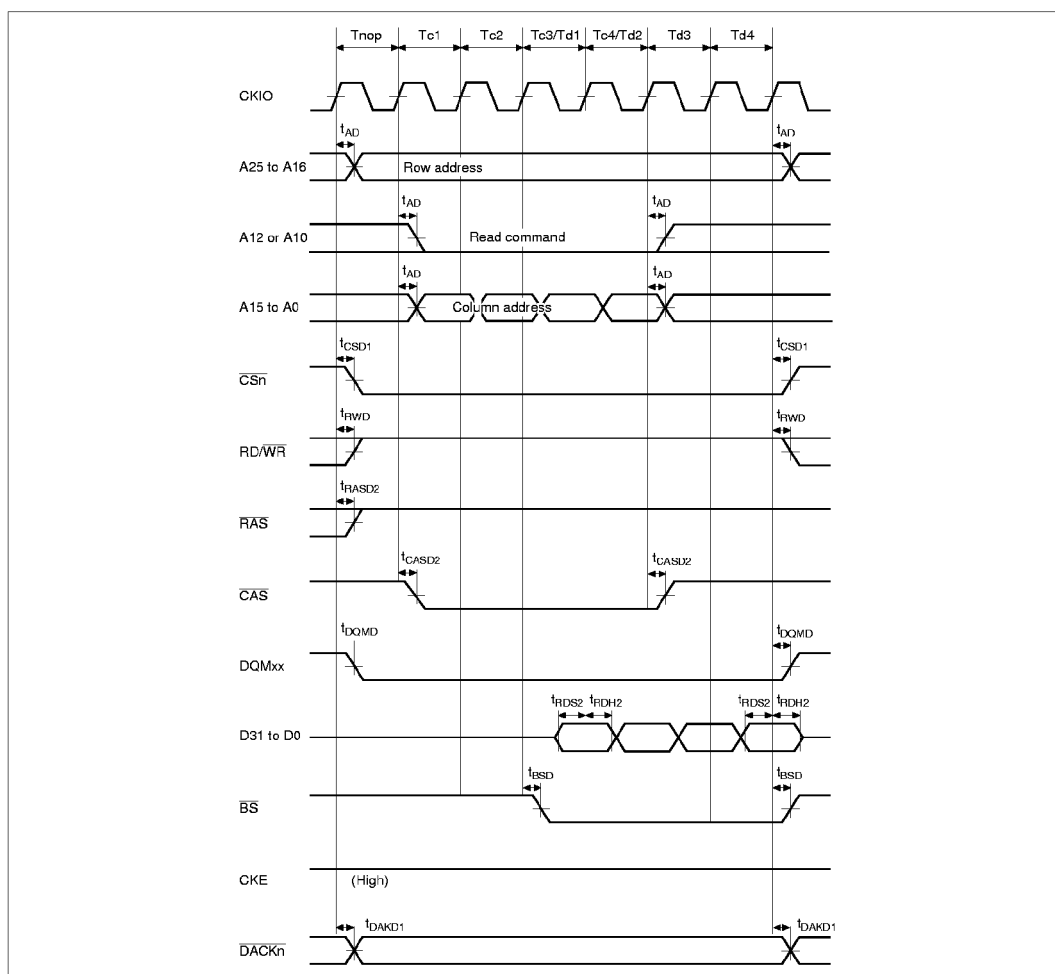 Tnop Tc1 Tc2 Tc3/Td1 Tc4/Td2 Td3 Td4
CKIO
tAD tAD
A25 to A16 Row address
tAD tAD
A12 or A10 Read command
tAD tAD
A15 to A0 Column address
tCSD1 tCSD1
CSn
tRWD tRWD
RD/WR
tRASD2
RAS
tCASD2 tCASD2
CAS
tDQMD tDQMD
DQMxx
tRDS2 tRDH2 tRDS2 tRDH2
D31 to D0
tBSD tBSD
BS
CKE (High)
tDAKD1 tDAKD1
DACKn